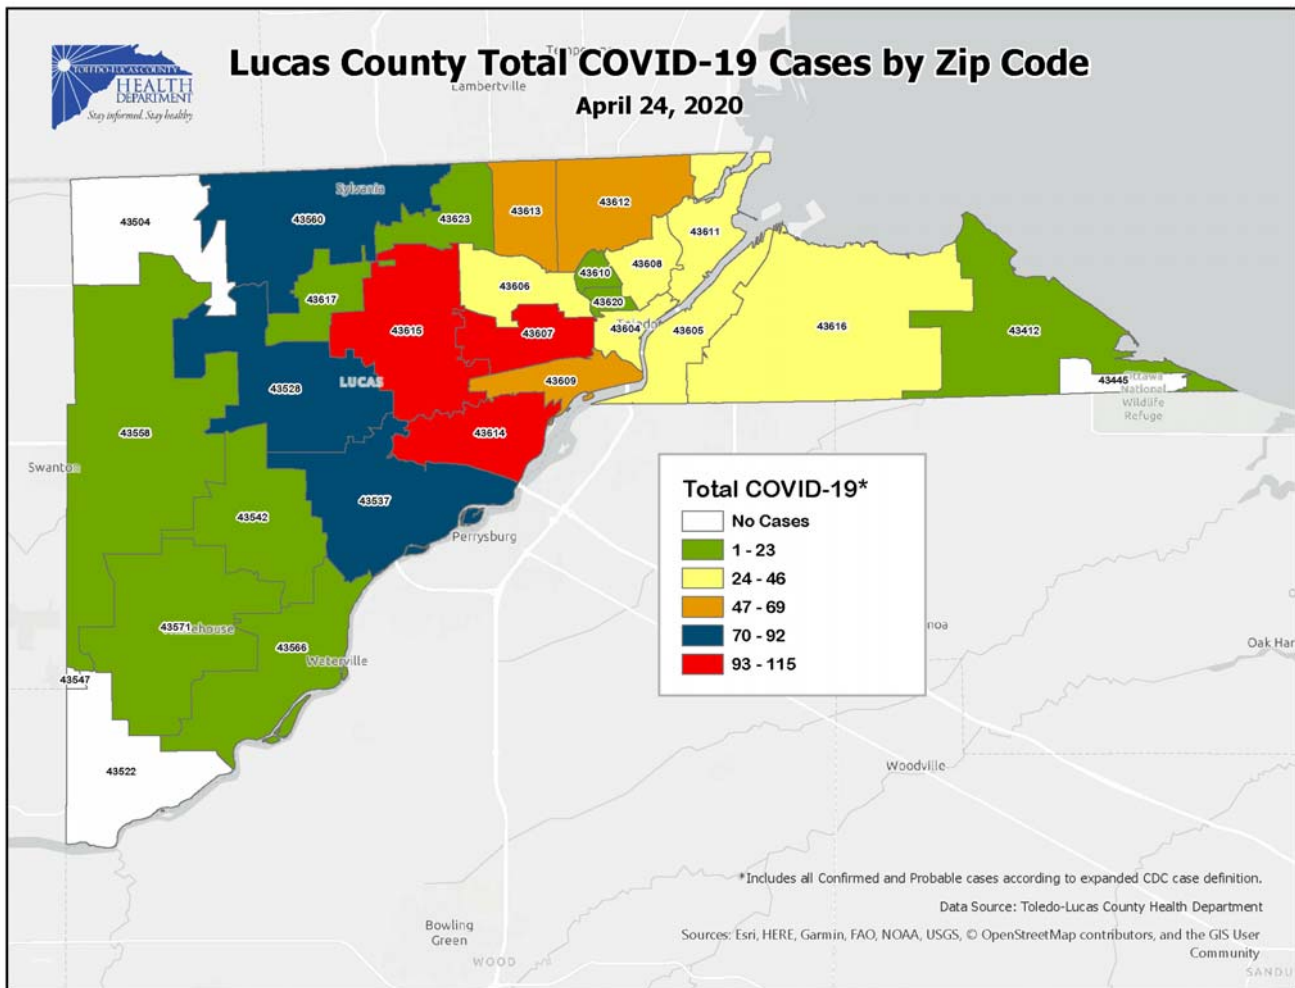 Lucas County Total COVID-19 Cases by Zip Code
April 24, 2020
TOLEDO-LUCAS COUNTY
HEALTH
DEPARTMENT
Stay informed. Stay healthy.
Lambertville
Sylvania
43504
43560
43623
43613
43612
43611
43610
43608
43617
43606
43620
43615
43607
43604
43605
43616
43412
LUCAS
43528
43609
43445
Ottawa
National
Wildlife
Refuge
43558
43614
Swanton
43542
43537
Perrysburg
43571
43566
Waterville
43547
43522
Total COVID-19*
No Cases
1 - 23
24 - 46
47 - 69
70 - 92
93 - 115
noa
Oak Har
Woodville
Bowling
Green
WOOD
*Includes all Confirmed and Probable cases according to expanded CDC case definition.
Data Source: Toledo-Lucas County Health Department
Sources: Esri, HERE, Garmin, FAO, NOAA, USGS, © OpenStreetMap contributors, and the GIS User
Community
SANDU